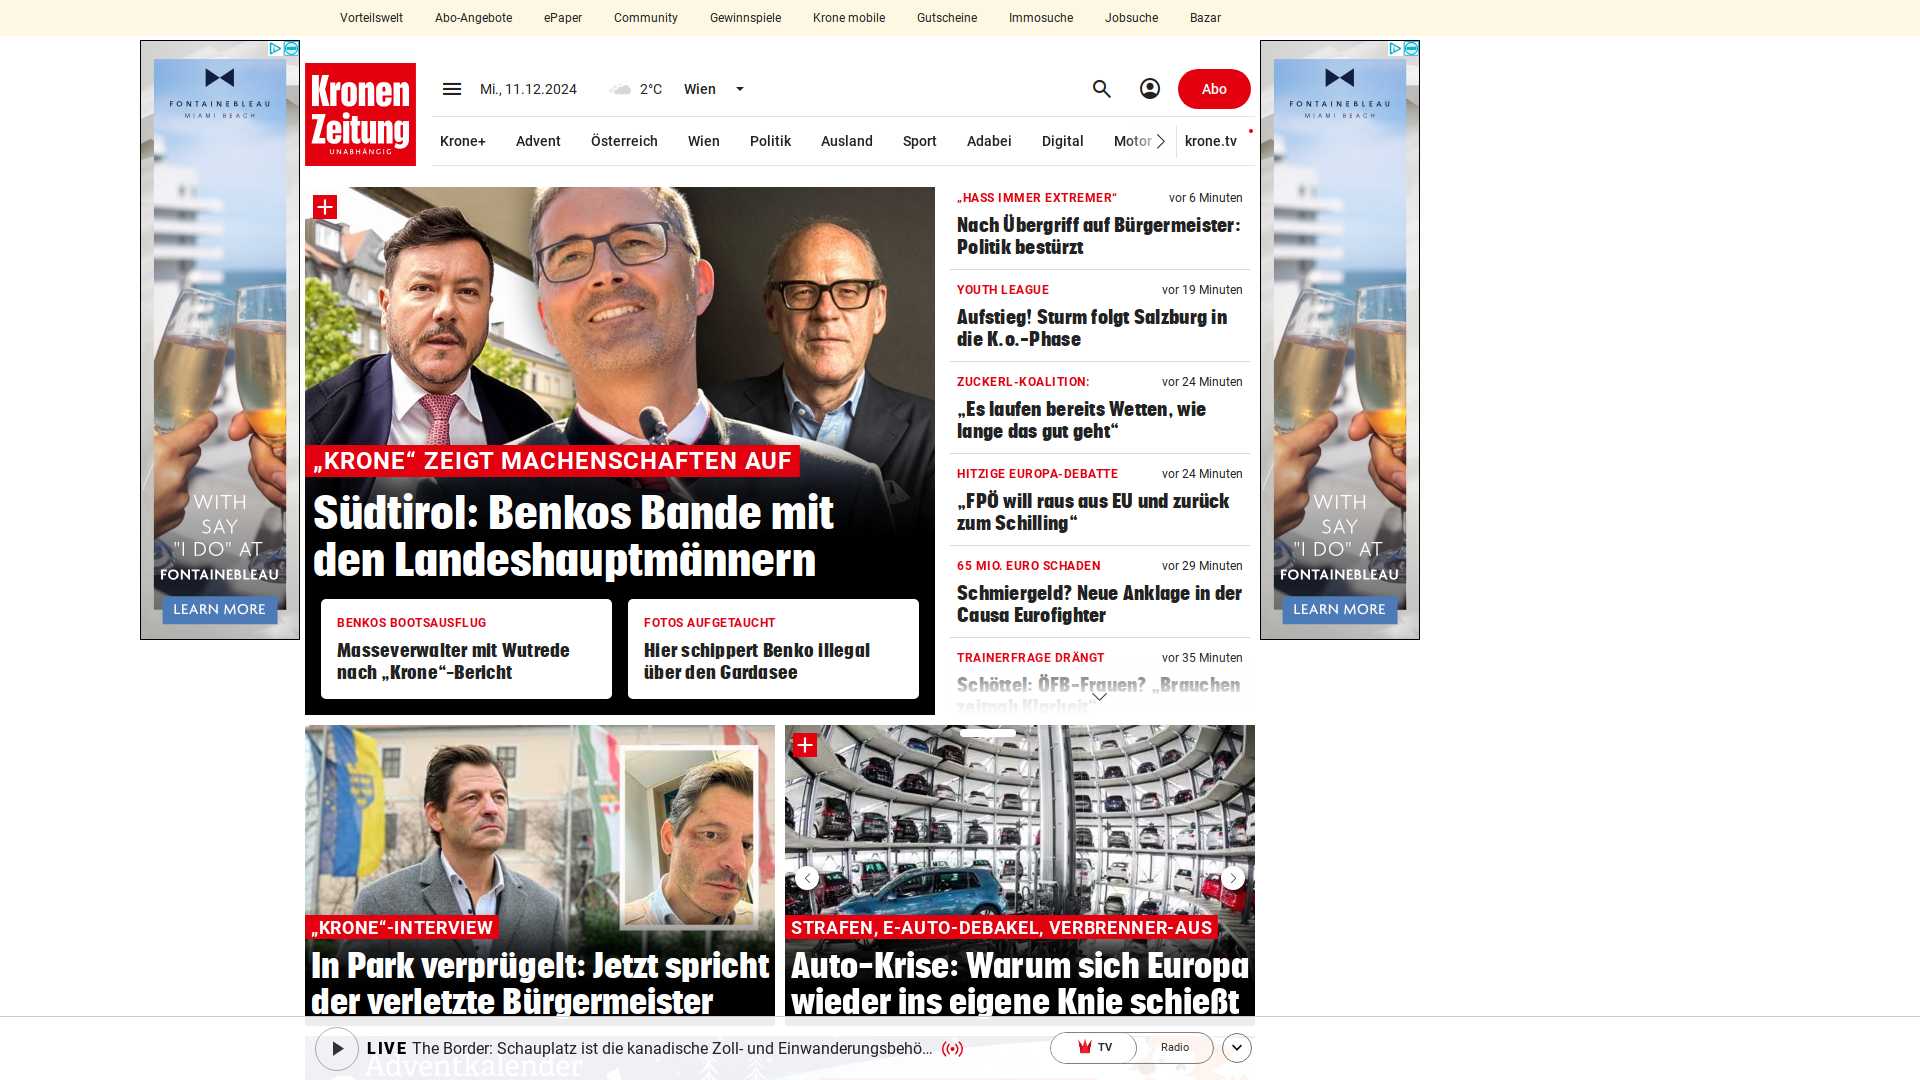 Vorteilswelt Abo-Angebote ePaper Community Gewinnspiele Krone mobile Gutscheine Immosuche Jobsuche Bazar
FONTAINEBLEAU
MIAMI BEACH
WITH
SAY
"I DO" AT
FONTAINEBLEAU
LEARN MORE
Kronen
Zeitung
UNABHÄNGIG
Mi., 11.12.2024 2°C Wien
Abo
Krone+ Advent Österreich Wien Politik Ausland Sport Adabei Digital Motor krone.tv
„KRONE“ ZEIGT MACHENSCHAFTEN AUF
Südtirol: Benkos Bande mit
den Landeshauptmännern
BENKOS BOOTSAUSFLUG
Masseverwalter mit Wutrede
nach „Krone“-Bericht
FOTOS AUFGETAUCHT
Hier schippert Benko illegal
über den Gardasee
„HASS IMMER EXTREMER“ vor 6 Minuten
Nach Übergriff auf Bürgermeister:
Politik bestürzt
YOUTH LEAGUE vor 19 Minuten
Aufstieg! Sturm folgt Salzburg in
die K.o.-Phase
ZUCKERL-KOALITION: vor 24 Minuten
„Es laufen bereits Wetten, wie
lange das gut geht“
HITZIGE EUROPA-DEBATTE vor 24 Minuten
„FPÖ will raus aus EU und zurück
zum Schilling“
65 MIO. EURO SCHADEN vor 29 Minuten
Schmiergeld? Neue Anklage in der
Causa Eurofighter
TRAINERFRAGE DRÄNGT vor 35 Minuten
Schöttel: ÖFB-Frauen? „Brauchen
zeitnah Klarheit“
FONTAINEBLEAU
MIAMI BEACH
WITH
SAY
"I DO" AT
FONTAINEBLEAU
LEARN MORE
„KRONE“-INTERVIEW
In Park verprügelt: Jetzt spricht
der verletzte Bürgermeister
STRAFEN, E-AUTO-DEBAKEL, VERBRENNER-AUS
Auto-Krise: Warum sich Europa
wieder ins eigene Knie schießt
LIVE The Border: Schauplatz ist die kanadische Zoll- und Einwanderungsbehö...
TV Radio
Adventkalender